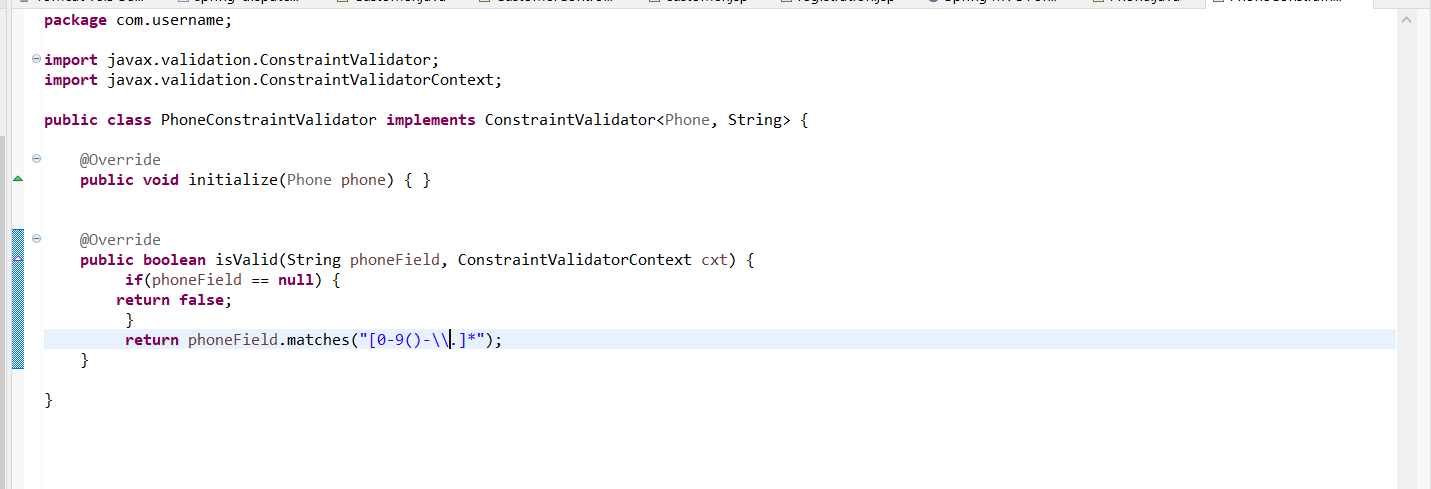 package com.username;
import javax.validation.ConstraintValidator;
import javax.validation.ConstraintValidatorContext;
public class PhoneConstraintValidator implements ConstraintValidator<Phone, String> {
@Override
public void initialize(Phone phone) { }
@Override
public boolean isValid(String phoneField, ConstraintValidatorContext cxt) {
if(phoneField == null) {
return false;
}
return phoneField.matches("[0-9()-\\.]*");
}
}